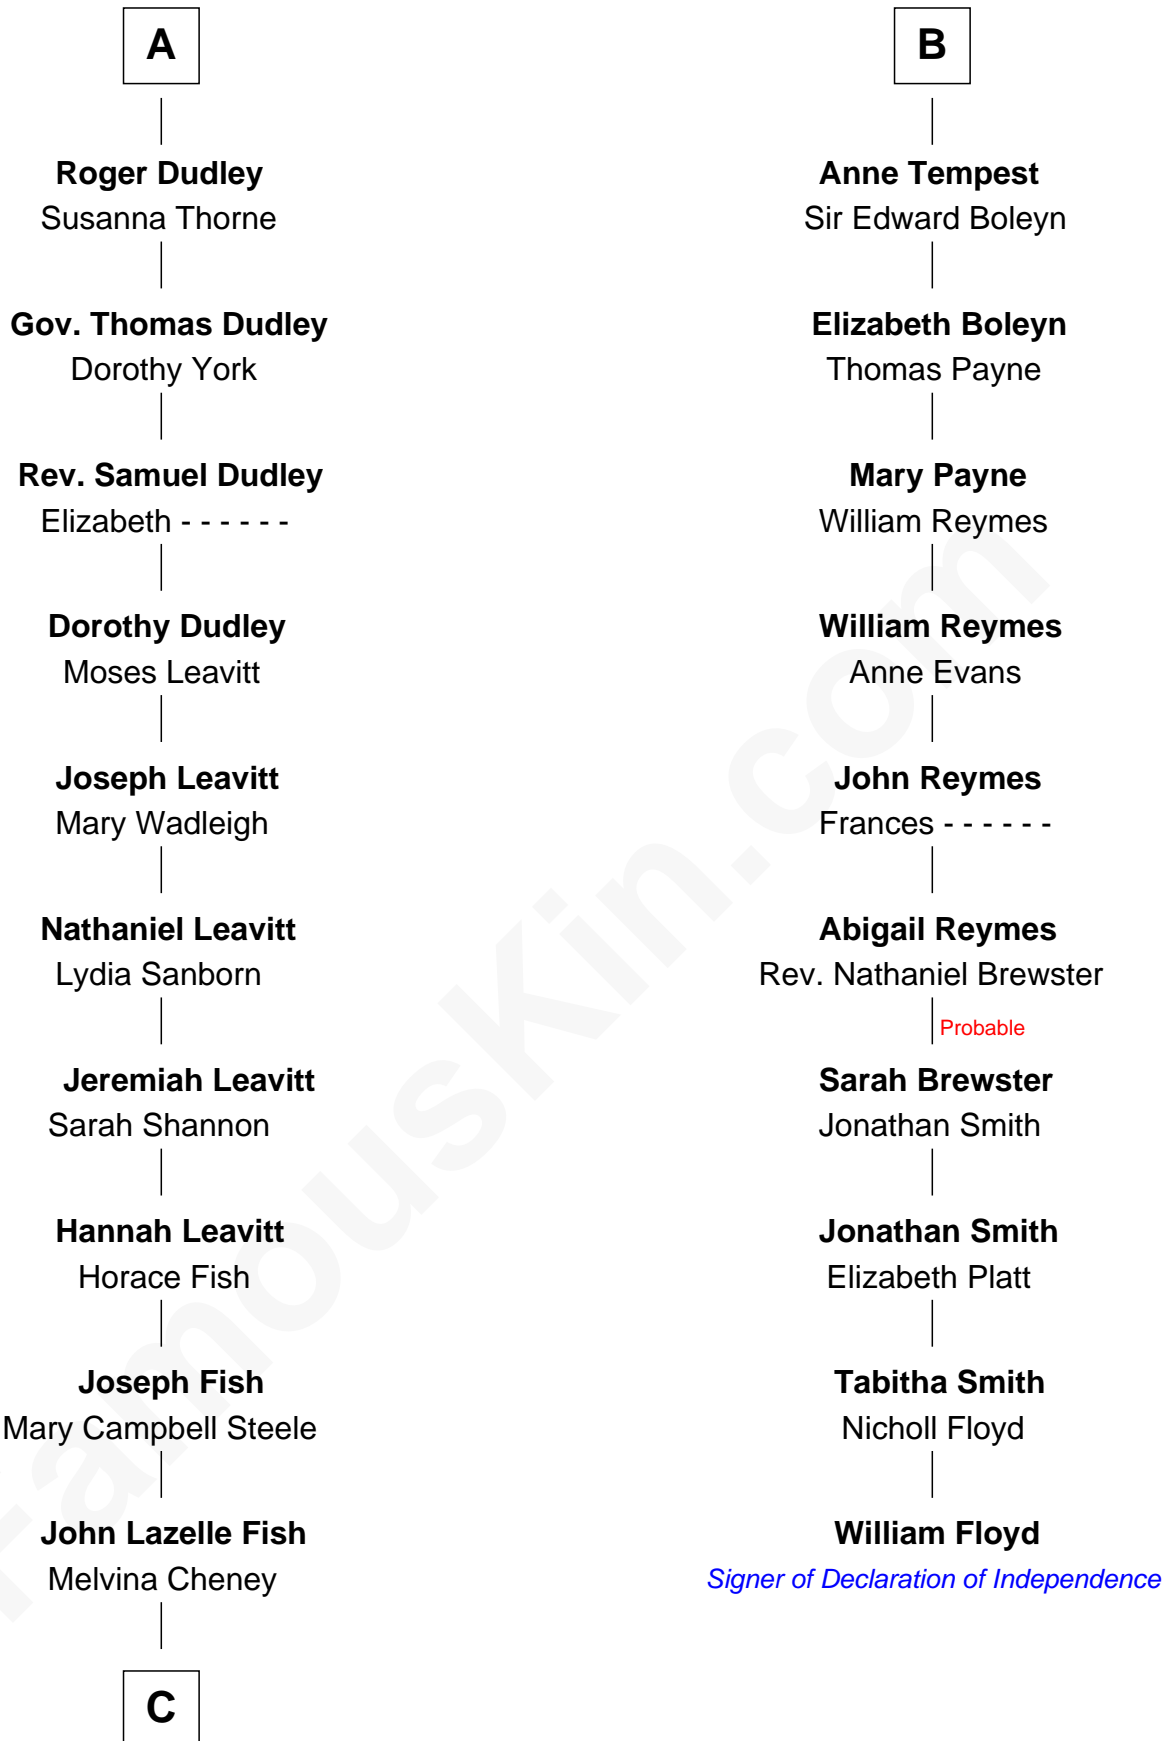 A
Roger Dudley
Susanna Thorne
Gov. Thomas Dudley
Dorothy York
Rev. Samuel Dudley
Elizabeth - - - - - -
Dorothy Dudley
Moses Leavitt
Joseph Leavitt
Mary Wadleigh
Nathaniel Leavitt
Lydia Sanborn
Jeremiah Leavitt
Sarah Shannon
Hannah Leavitt
Horace Fish
Joseph Fish
Mary Campbell Steele
John Lazelle Fish
Melvina Cheney
C
B
Anne Tempest
Sir Edward Boleyn
Elizabeth Boleyn
Thomas Payne
Mary Payne
William Reymes
William Reymes
Anne Evans
John Reymes
Frances - - - - - -
Abigail Reymes
Rev. Nathaniel Brewster
Probable
Sarah Brewster
Jonathan Smith
Jonathan Smith
Elizabeth Platt
Tabitha Smith
Nicholl Floyd
William Floyd
Signer of Declaration of Independence
FamousKin.com